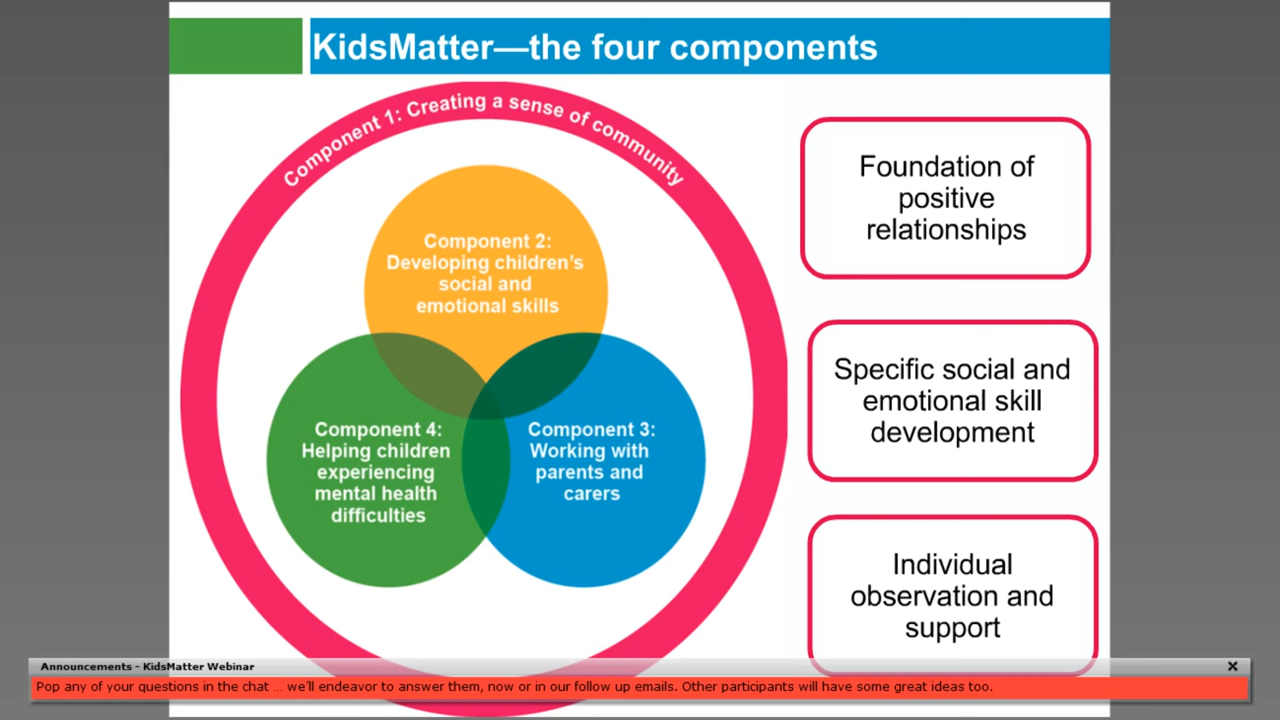 KidsMatter—the four components
Component 1: Creating a sense of community
Component 2:
Developing children's
social and
emotional skills
Component 4:
Helping children
experiencing
mental health
difficulties
Component 3:
Working with
parents and
carers
Foundation of
positive
relationships
Specific social and
emotional skill
development
Individual
observation and
support
Announcements - KidsMatter Webinar
Pop any of your questions in the chat ... we'll endeavor to answer them, now or in our follow up emails. Other participants will have some great ideas too.